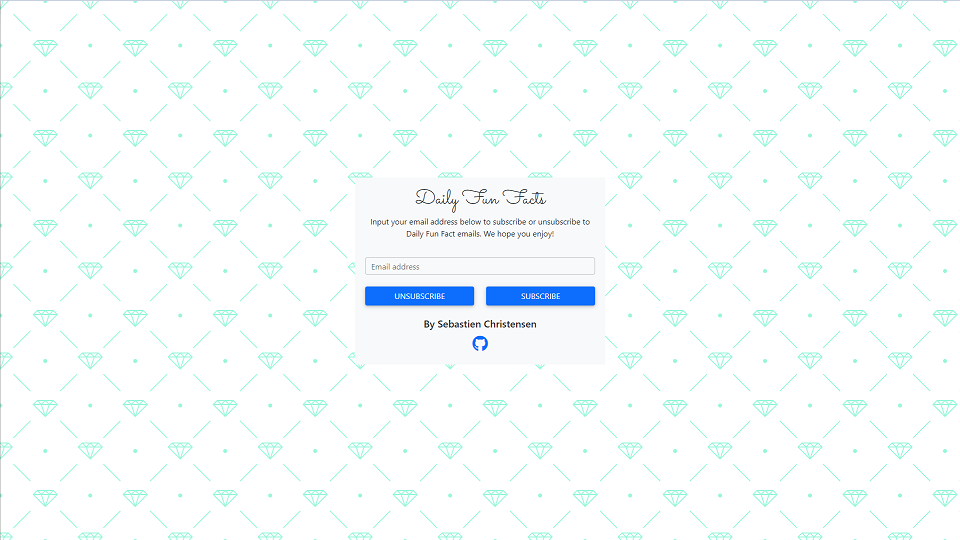 Daily Fun Facts
Input your email address below to subscribe or unsubscribe to
Daily Fun Fact emails. We hope you enjoy!
Email address
UNSUBSCRIBE
SUBSCRIBE
By Sebastien Christensen